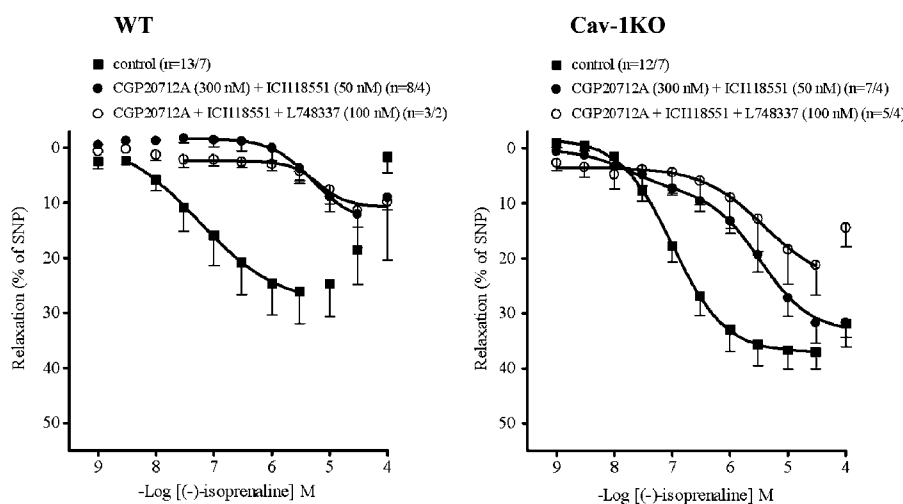 WT
control (n=13/7)
CGP20712A (300 nM) + ICI118551 (50 nM) (n=8/4)
CGP20712A + ICI118551 + L748337 (100 nM) (n=3/2)
Relaxation (% of SNP)
0
10
20
30
40
50
9 8 7 6 5 4
-Log [(-)-isoprenaline] M
Cav-1KO
control (n=12/7)
CGP20712A (300 nM) + ICI118551 (50 nM) (n=7/4)
CGP20712A + ICI118551 + L748337 (100 nM) (n=5/4)
Relaxation (% of SNP)
0
10
20
30
40
50
9 8 7 6 5 4
-Log [(-)-isoprenaline] M